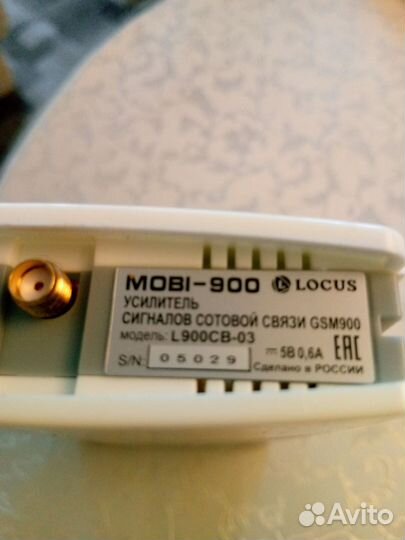 MOBI-900 LOCUS
УСИЛИТЕЛЬ
СИГНАЛОВ СОТОВОЙ СВЯЗИ GSM900
МОДЕЛЬ: L900CB-03
5В 0,6А EAC
S/N: 05029
Сделано в РОССИИ
Avito